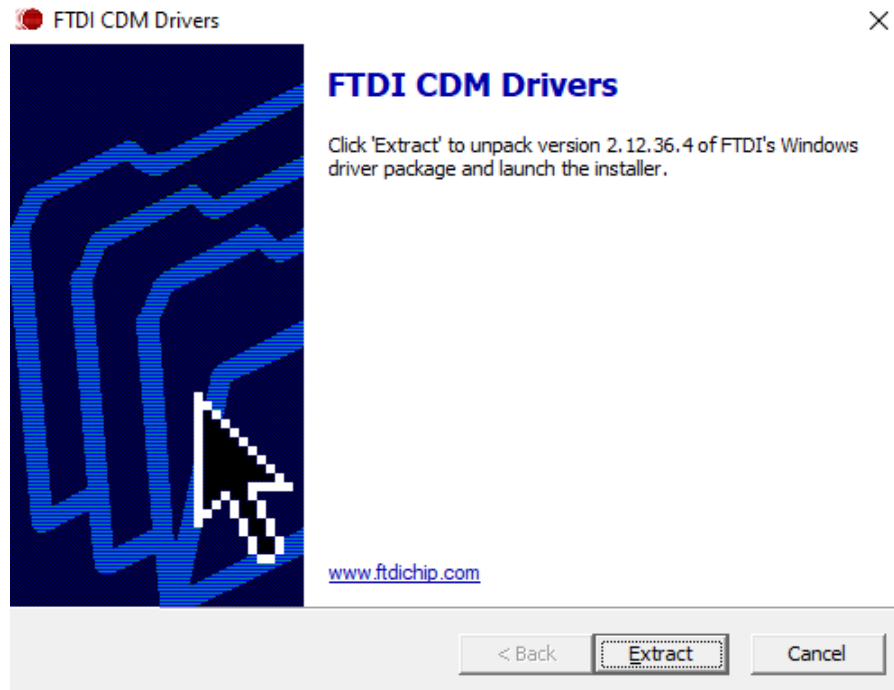 FTDI CDM Drivers
FTDI CDM Drivers
Click 'Extract' to unpack version 2.12.36.4 of FTDI's Windows
driver package and launch the installer.
www.ftdichip.com
< Back
Extract
Cancel